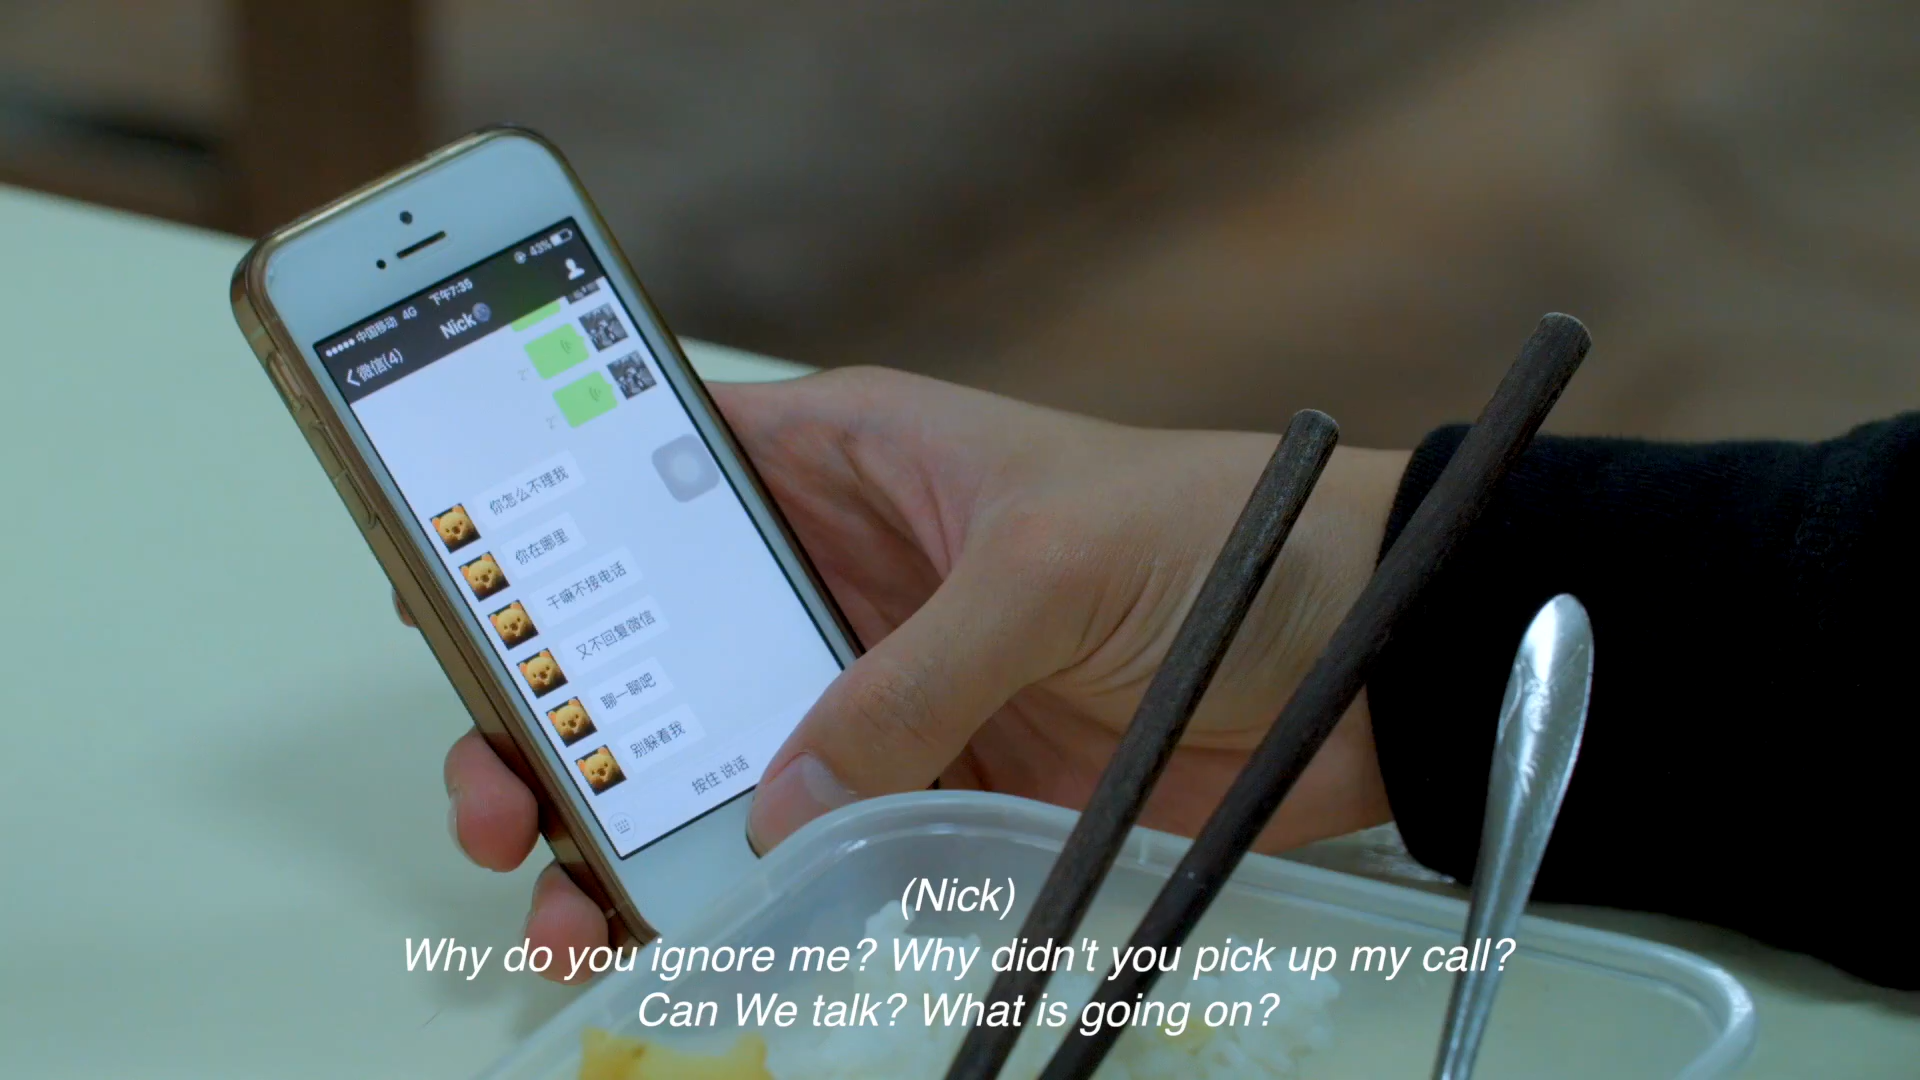 中国移动 4G 下午7:35 43%
微信(4) Nick
2"
2"
你怎么不理我
你在哪里
干嘛不接电话
又不回复微信
聊一聊吧
别躲着我
按住 说话
(Nick)
Why do you ignore me? Why didn't you pick up my call?
Can We talk? What is going on?